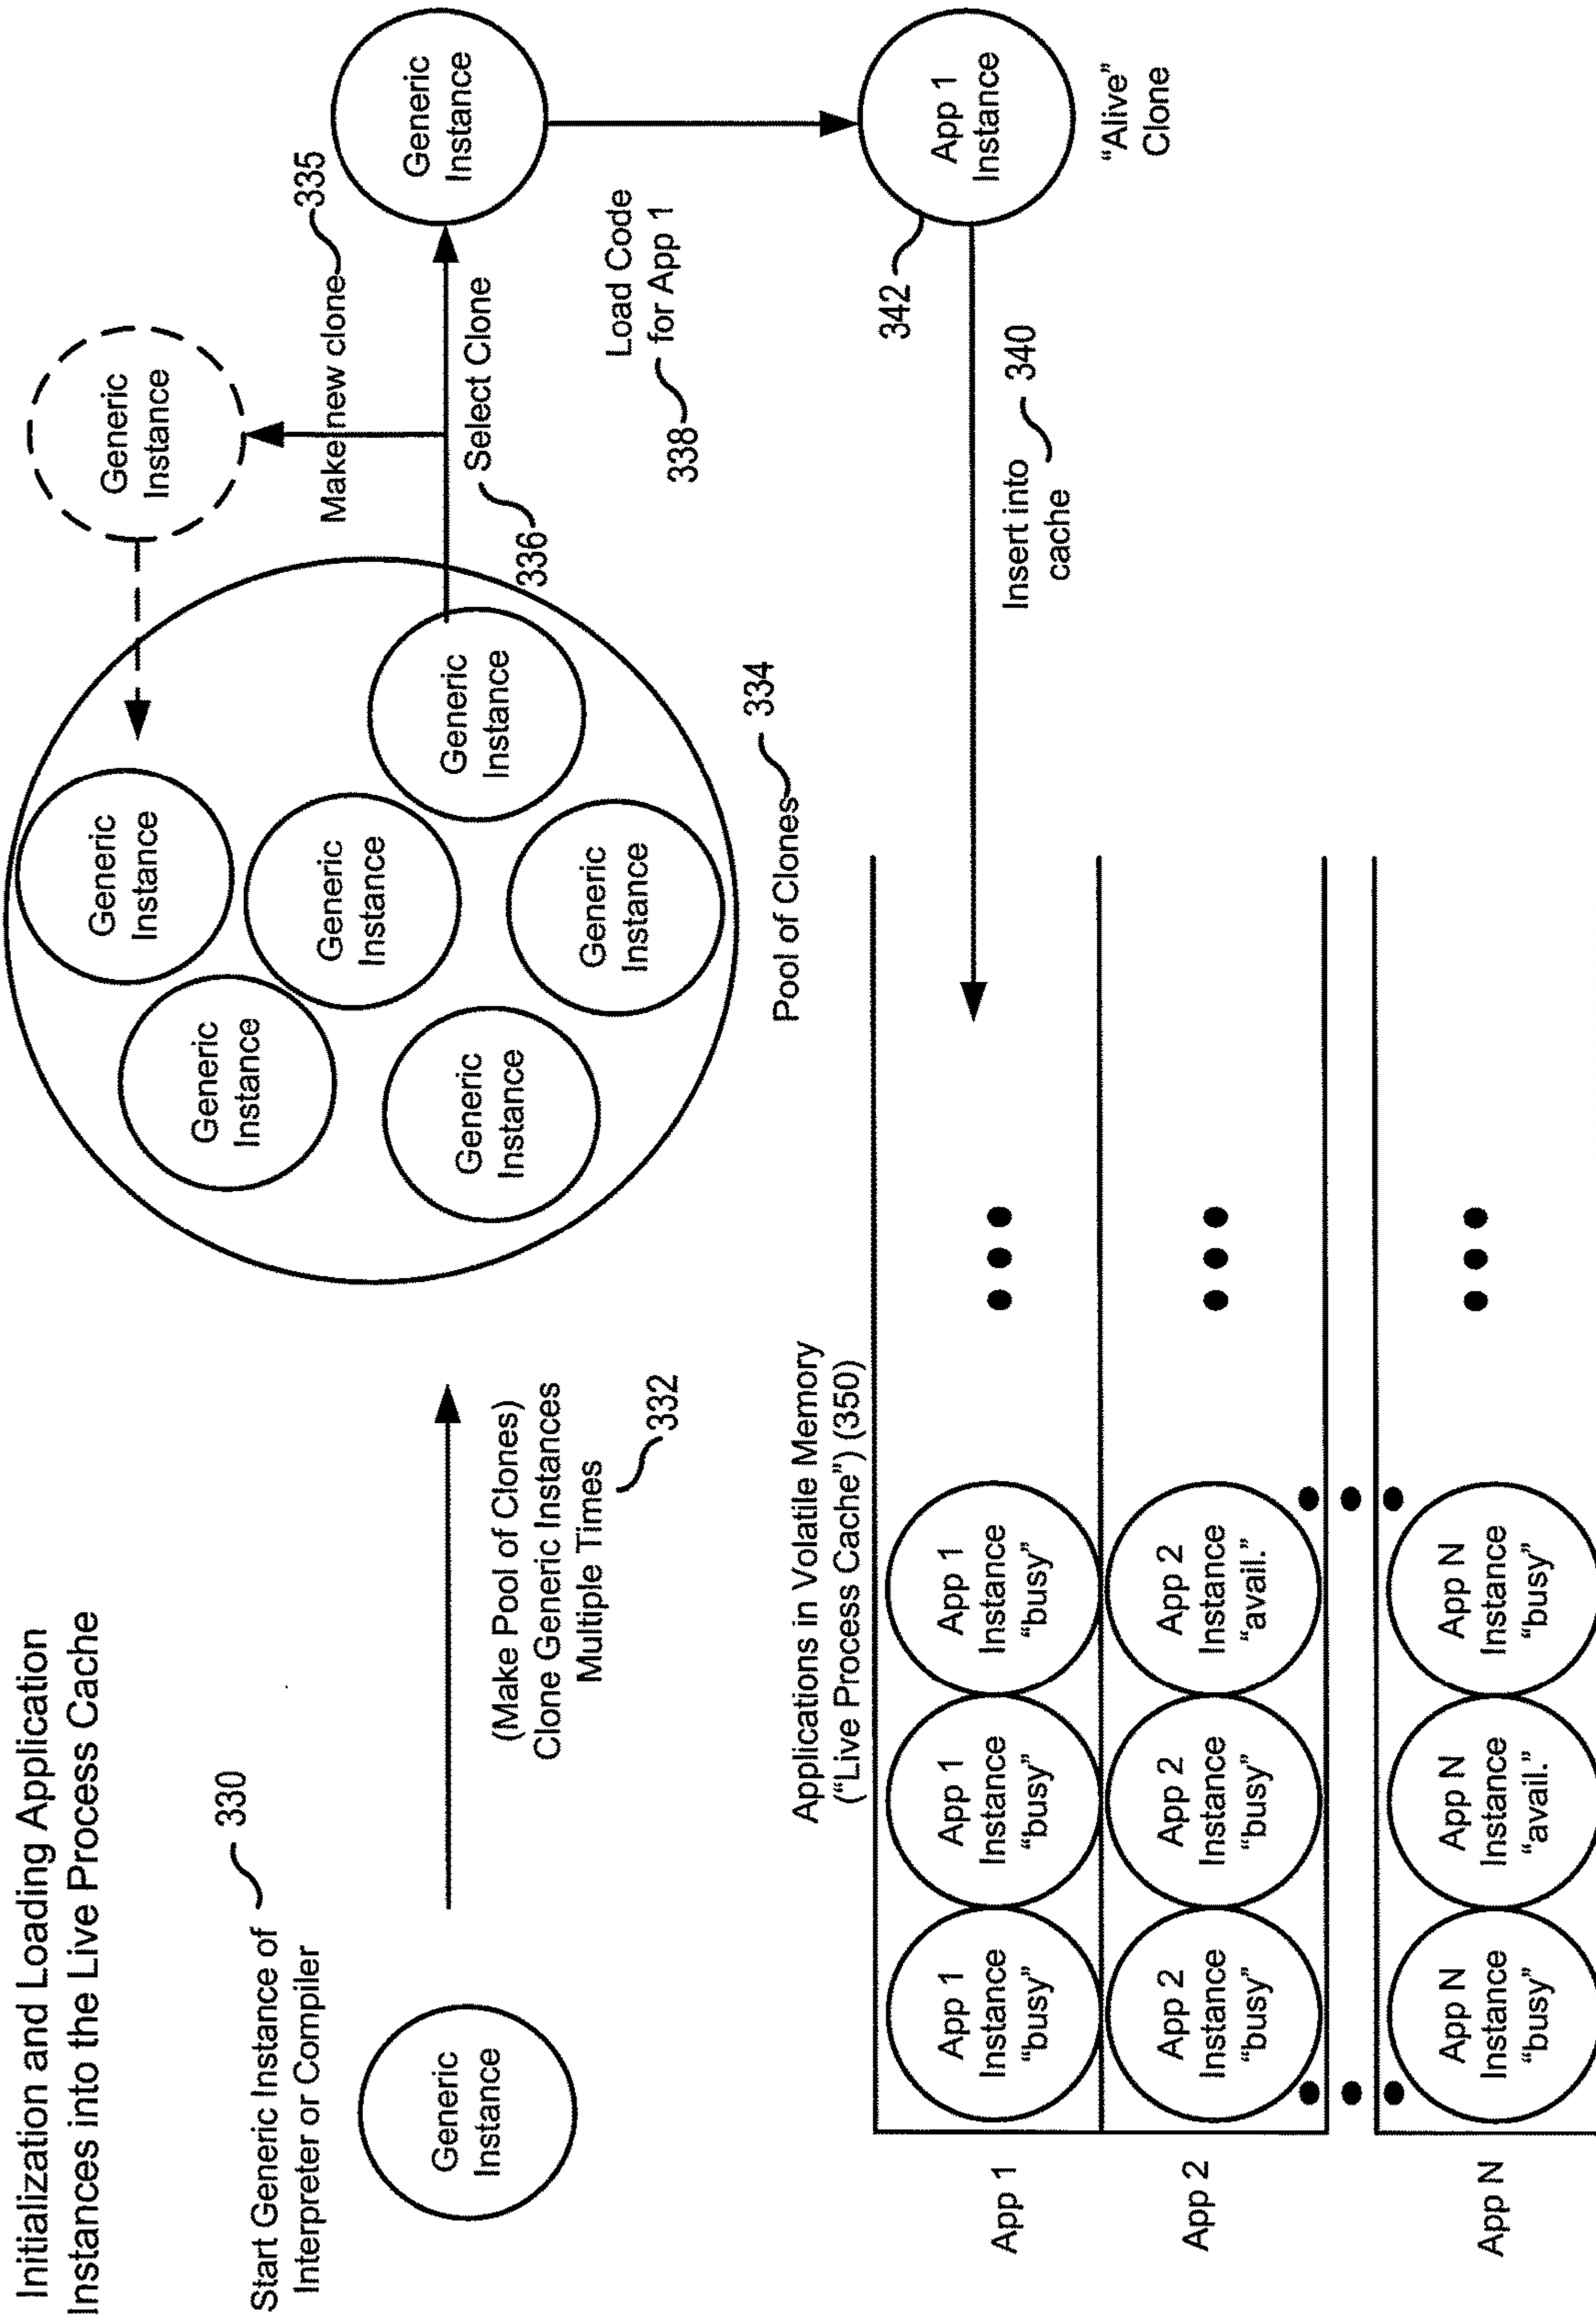 Initialization and Loading Application
Instances into the Live Process Cache
Start Generic Instance of
Interpreter or Compiler
330
Generic
Instance
(Make Pool of Clones)
Clone Generic Instances
Multiple Times
332
Generic
Instance
Generic
Instance
Generic
Instance
Generic
Instance
Generic
Instance
Generic
Instance
Pool of Clones
334
Generic
Instance
Make new clone
335
Select Clone
336
Generic
Instance
Load Code
for App 1
338
App 1
Instance
342
"Alive"
Clone
Insert into
cache
340
Applications in Volatile Memory
("Live Process Cache") (350)
App 1
App 1
Instance
"busy"
App 1
Instance
"busy"
App 1
Instance
"busy"
App 2
App 2
Instance
"busy"
App 2
Instance
"busy"
App 2
Instance
"avail."
App N
App N
Instance
"busy"
App N
Instance
"avail."
App N
Instance
"busy"